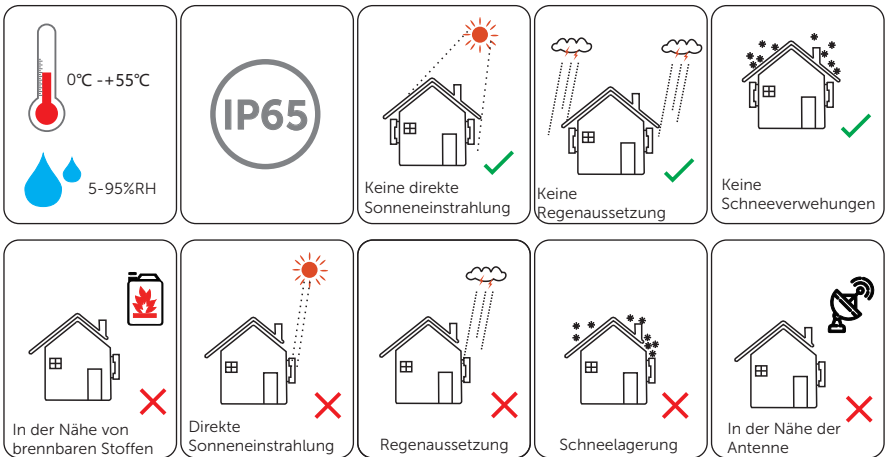 0℃ -+55℃
5-95%RH
IP65
Keine direkte
Sonneneinstrahlung
Keine
Regenaussetzung
Keine
Schneeverwehungen
In der Nähe von
brennbaren Stoffen
Direkte
Sonneneinstrahlung
Regenaussetzung
Schneelagerung
In der Nähe der
Antenne